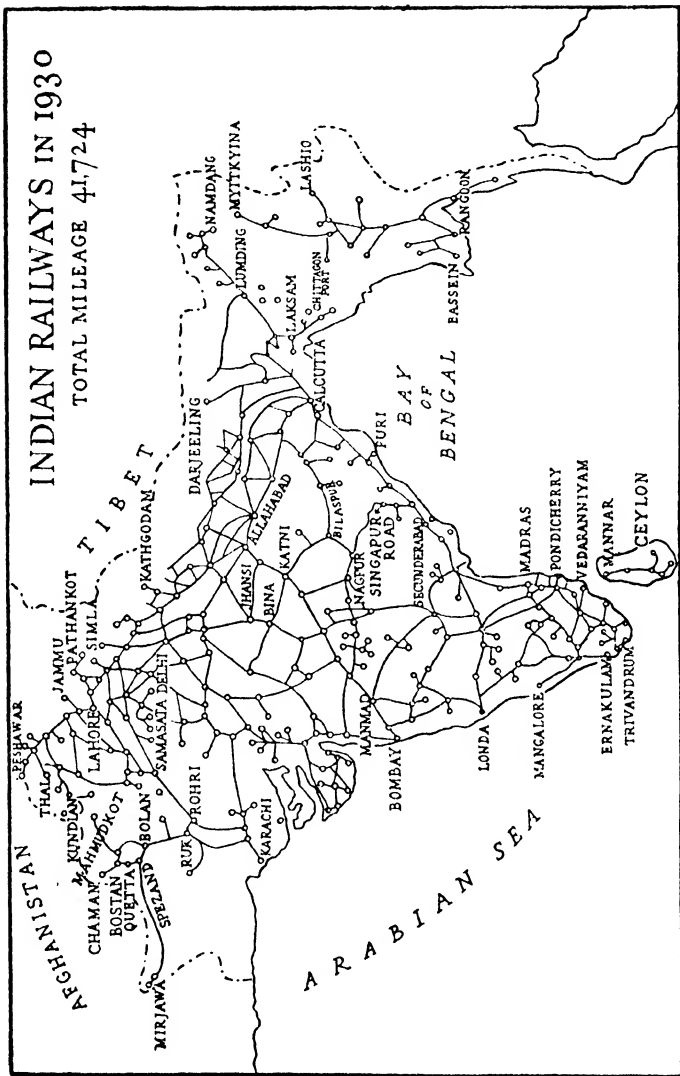 INDIAN RAILWAYS IN 1930
TOTAL MILEAGE 41,724
AFGHANISTAN
TIBET
PESHAWAR
THAL
KUNDIAN
MAHMUDKOT
JAMMU
PATHANKOT
SIMLA
LAHORE
CHAMAN
BOSTAN
QUETTA
BOLAN
SPEZAND
MIRJAWA
SAMASATA
DELHI
KATHGODAM
RUK
ROHRI
KARACHI
DARJEELING
NAMDANG
MYITKYINA
LUMDING
LASHIO
LAKSAM
CHITTAGON
PORT
ALLAHABAD
JHANSI
BINA
KATNI
CALCUTTA
BILASPUR
PURI
NAGPUR
SINGAPUR
ROAD
MANMAD
BOMBAY
SECUNDERABAD
BASSEIN
RANGOON
BAY
OF
BENGAL
ARABIAN SEA
LONDA
MANGALORE
MADRAS
PONDICHERRY
VEDARANNIYAM
MANNAR
CEYLON
ERNAKULAM
TRIVANDRUM